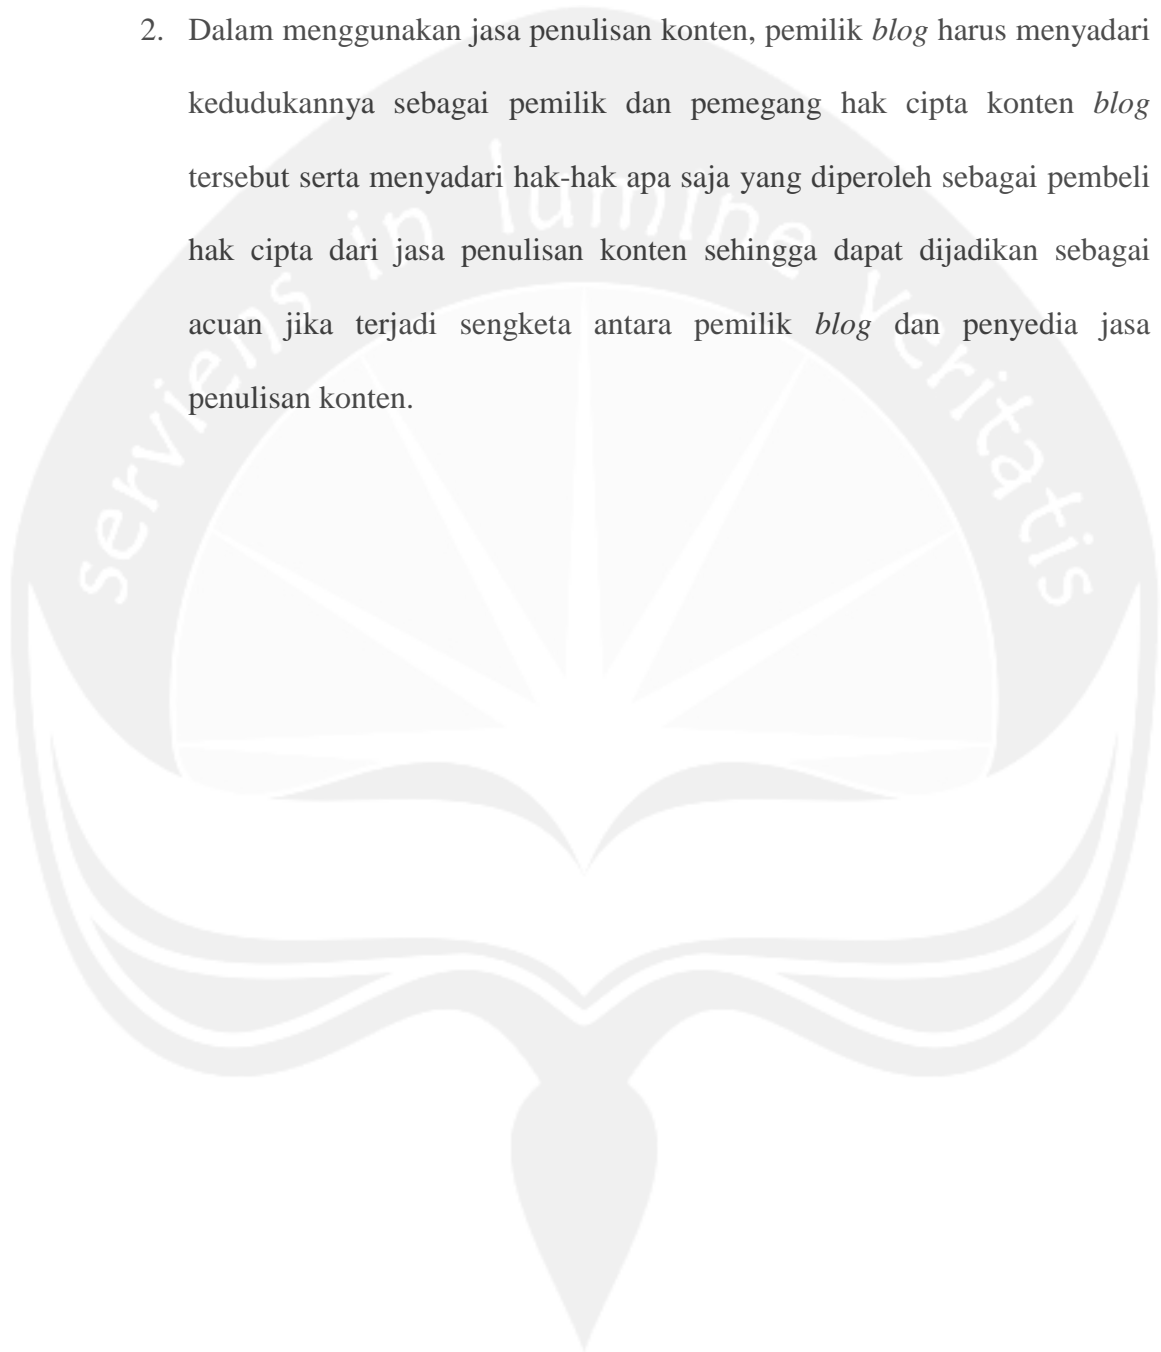 2. Dalam menggunakan jasa penulisan konten, pemilik blog harus menyadari
kedudukannya sebagai pemilik dan pemegang hak cipta konten blog
tersebut serta menyadari hak-hak apa saja yang diperoleh sebagai pembeli
hak cipta dari jasa penulisan konten sehingga dapat dijadikan sebagai
acuan jika terjadi sengketa antara pemilik blog dan penyedia jasa
penulisan konten.
serviens in lumine veritatis